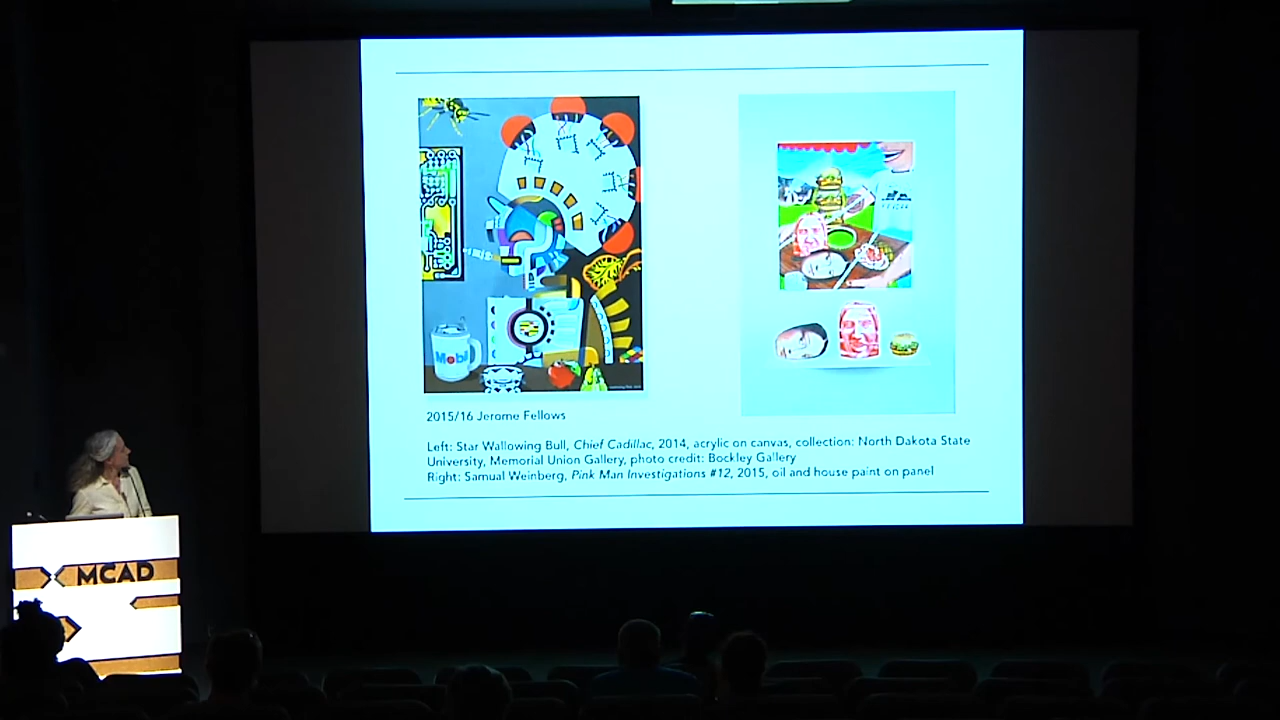 Mobil
2015/16 Jerome Fellows
Left: Star Wallowing Bull, Chief Cadillac, 2014, acrylic on canvas, collection: North Dakota State
University, Memorial Union Gallery, photo credit: Bockley Gallery
Right: Samual Weinberg, Pink Man Investigations #12, 2015, oil and house paint on panel
MCAD